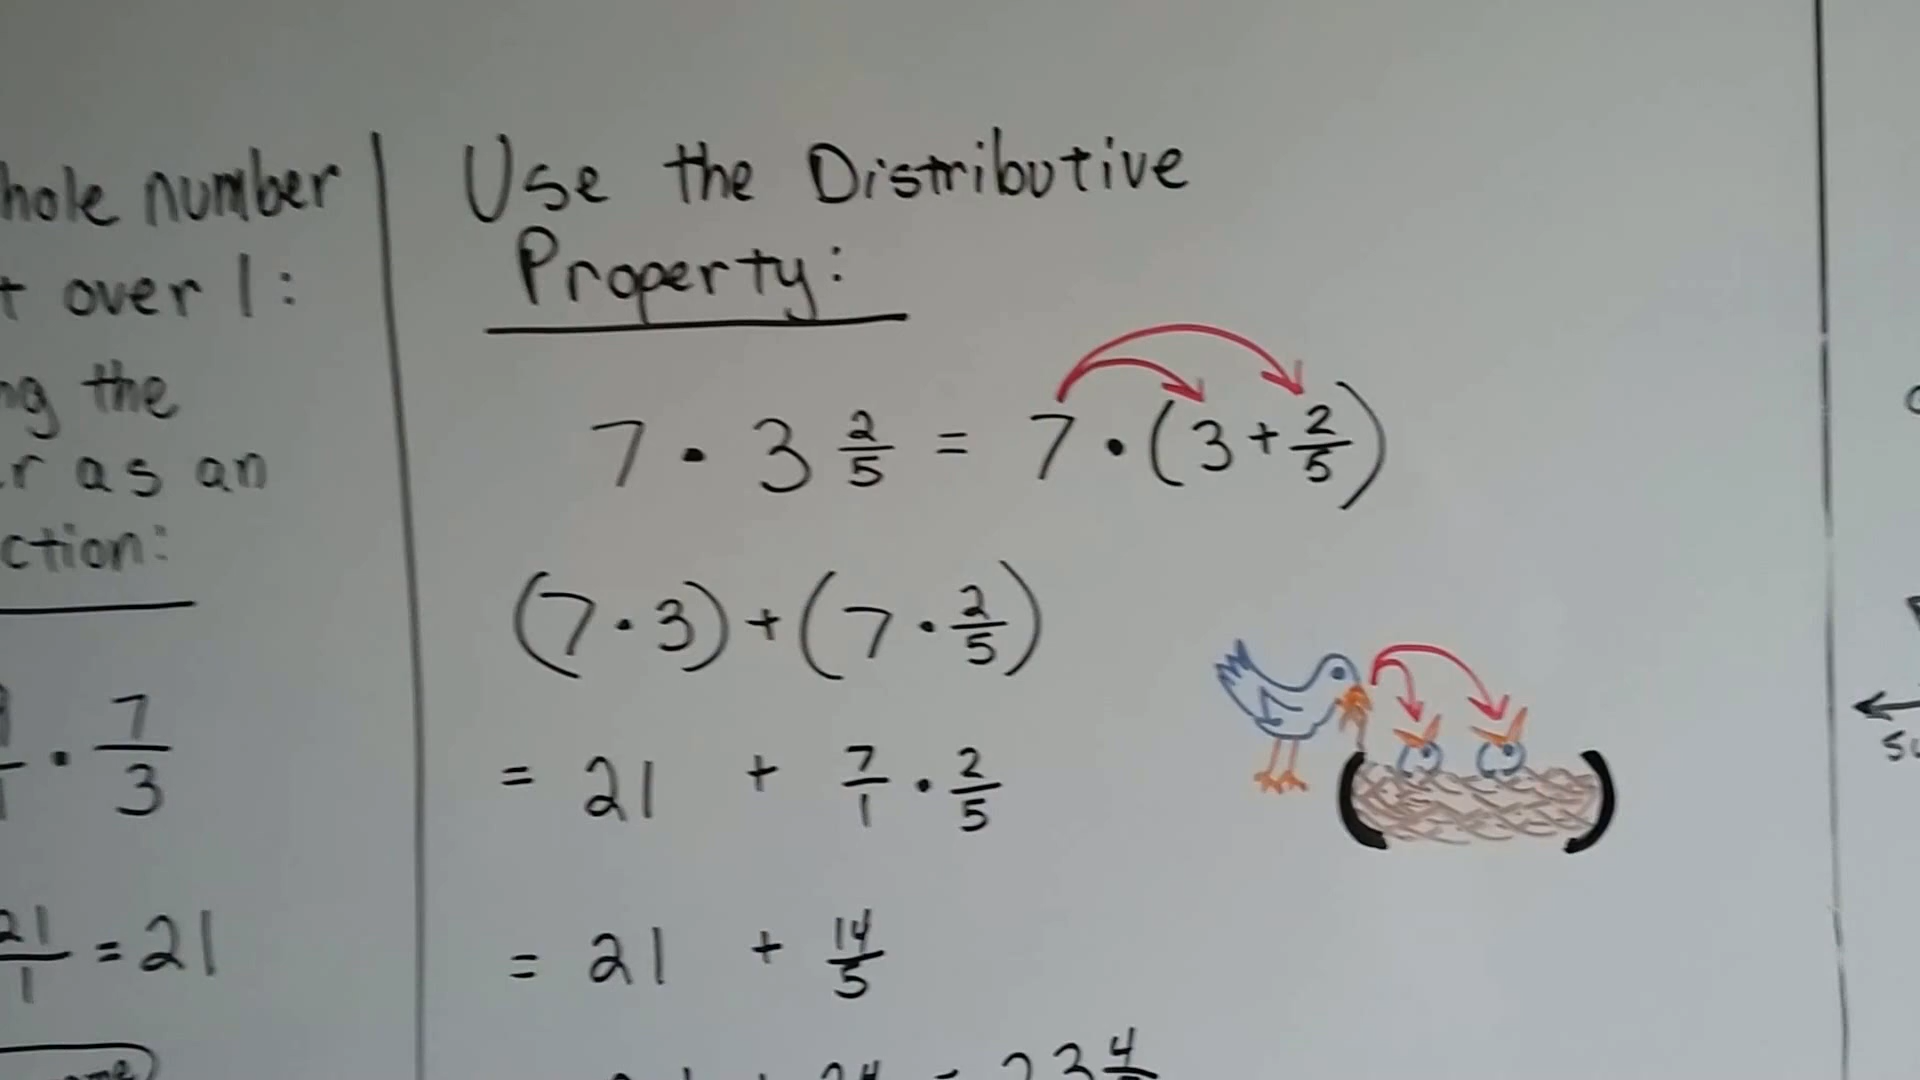 hole number
t over 1:
ng the
r as an
ction:
· 7/3
21/1 = 21
Use the Distributive
Property:
7 · 3 2/5 = 7 · (3 + 2/5)
(7 · 3) + (7 · 2/5)
= 21 + 7/1 · 2/5
= 21 + 14/5